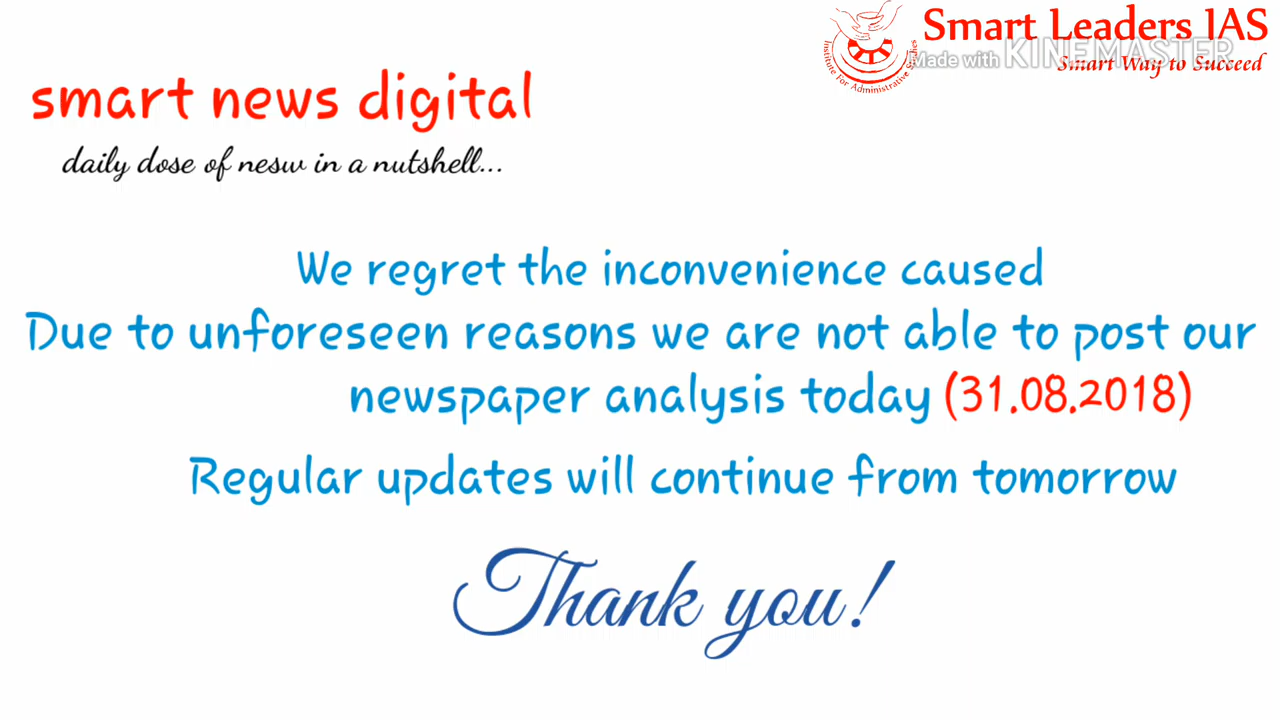 Smart Leaders IAS
Made with KINEMASTER
Smart Way to Succeed
Institute For Administrative Studies
smart news digital
daily dose of nesw in a nutshell...
We regret the inconvenience caused
Due to unforeseen reasons we are not able to post our
newspaper analysis today (31.08.2018)
Regular updates will continue from tomorrow
Thank you!